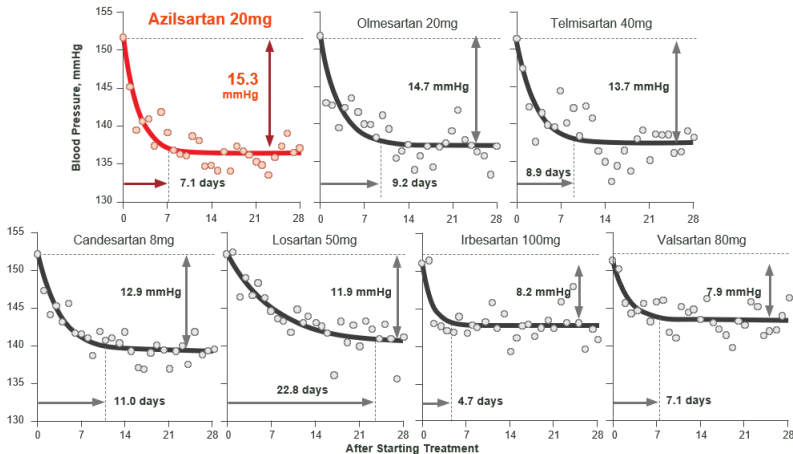 Azilsartan 20mg
Olmesartan 20mg
Telmisartan 40mg
Blood Pressure, mmHg
155
150
145
140
135
130
15.3
mmHg
14.7 mmHg
13.7 mmHg
7.1 days
9.2 days
8.9 days
0 7 14 21 28
0 7 14 21 28
0 7 14 21 28
155
150
145
140
135
130
Candesartan 8mg
Losartan 50mg
Irbesartan 100mg
Valsartan 80mg
12.9 mmHg
11.9 mmHg
8.2 mmHg
7.9 mmHg
11.0 days
22.8 days
4.7 days
7.1 days
0 7 14 21 28
0 7 14 21 28
0 7 14 21 28
0 7 14 21 28
After Starting Treatment